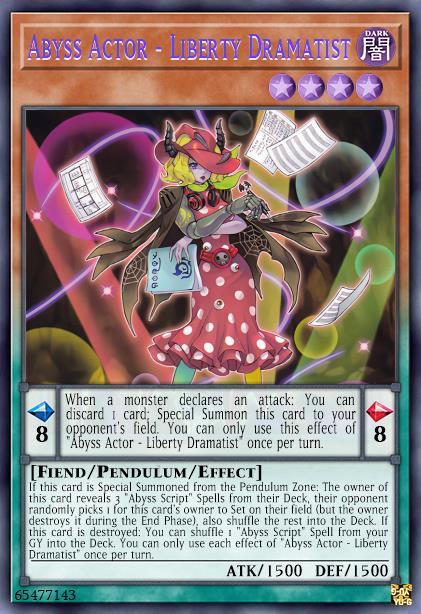 Abyss Actor - Liberty Dramatist
DARK
闇
When a monster declares an attack: You can
discard 1 card; Special Summon this card to your
opponent's field. You can only use this effect of
"Abyss Actor - Liberty Dramatist" once per turn.
8
8
[Fiend/Pendulum/Effect]
If this card is Special Summoned from the Pendulum Zone: The owner of
this card reveals 3 "Abyss Script" Spells from their Deck, their opponent
randomly picks 1 for this card's owner to Set on their field (but the owner
destroys it during the End Phase), also shuffle the rest into the Deck. If
this card is destroyed: You can shuffle 1 "Abyss Script" Spell from your
GY into the Deck. You can only use each effect of "Abyss Actor - Liberty
Dramatist" once per turn.
ATK/1500 DEF/1500
65477143